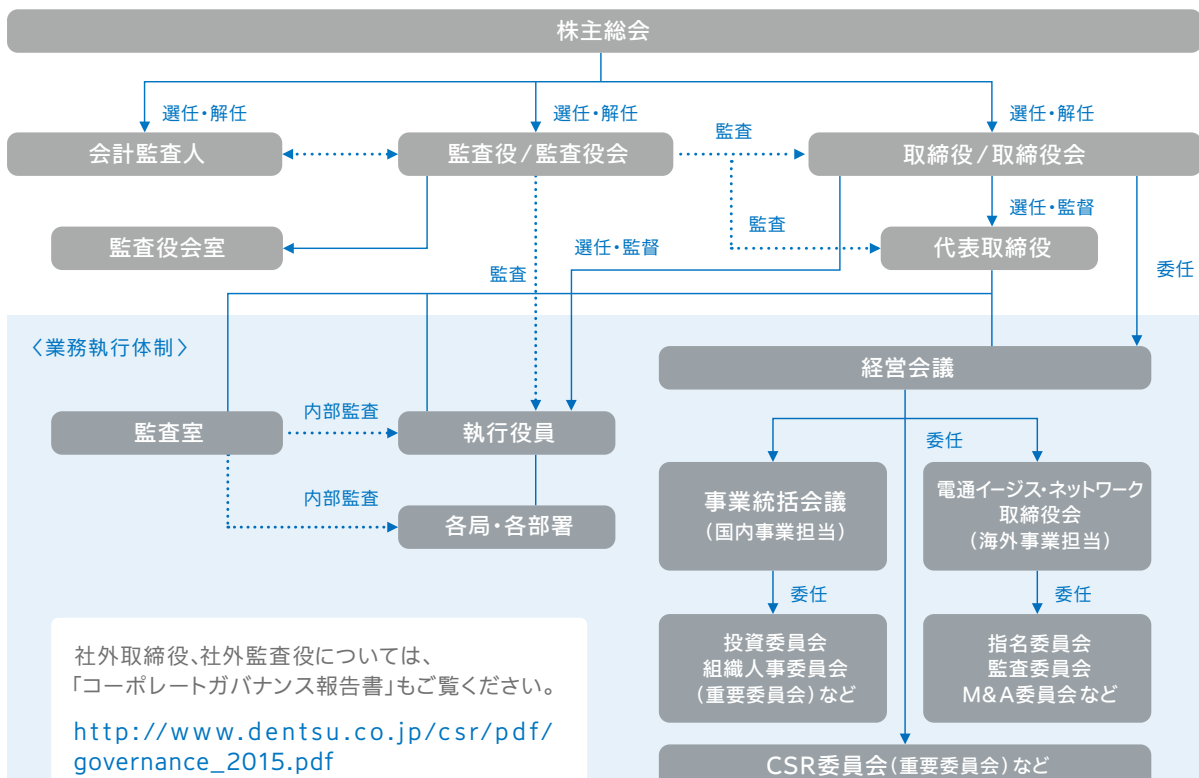 株主総会
選任・解任
選任・解任
選任・解任
監査
会計監査人
監査役/監査役会
取締役/取締役会
選任・監督
監査
監査役会室
選任・監督
代表取締役
監査
委任
〈業務執行体制〉
経営会議
内部監査
監査室
執行役員
委任
内部監査
各局・各部署
事業統括会議
(国内事業担当)
電通イージス・ネットワーク
取締役会
(海外事業担当)
委任
委任
投資委員会
組織人事委員会
(重要委員会)など
指名委員会
監査委員会
M&A委員会など
社外取締役、社外監査役については、
「コーポレートガバナンス報告書」もご覧ください。
http://www.dentsu.co.jp/csr/pdf/
governance_2015.pdf
CSR委員会(重要委員会)など